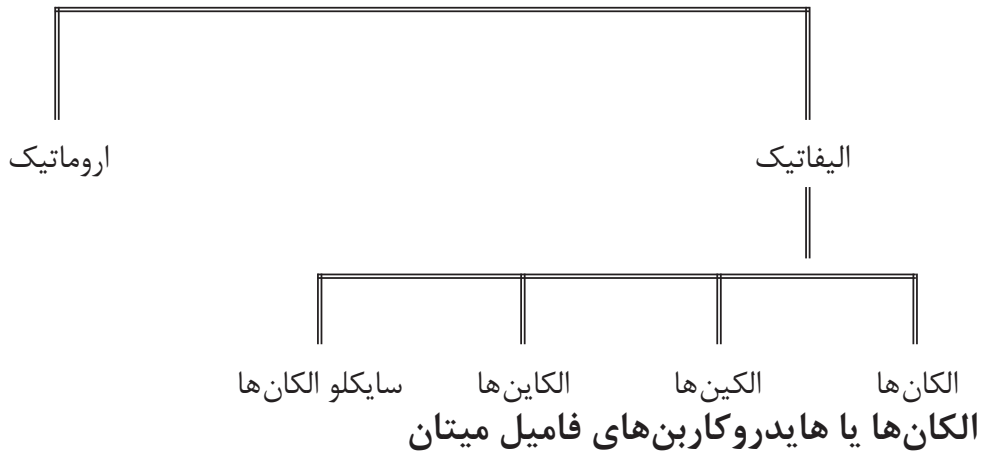 الیفاتیک اروماتیک
الکان‌ها الکین‌ها الکاین‌ها سایکلو الکان‌ها
الکان‌ها یا هایدروکاربن‌های فامیل میتان